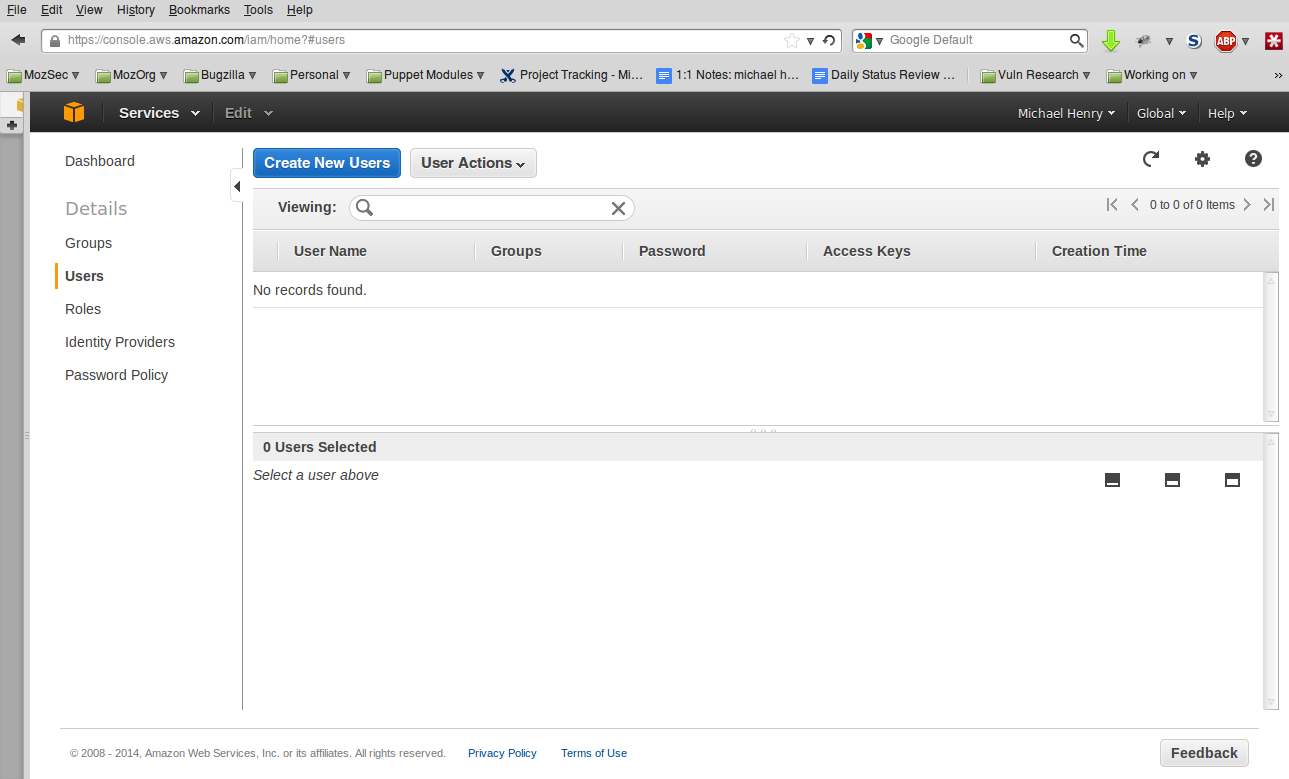 File Edit View History Bookmarks Tools Help
https://console.aws.amazon.com/iam/home?#users Google Default ABP
MozSec MozOrg Bugzilla Personal Puppet Modules Project Tracking - Mi... 1:1 Notes: michael h... Daily Status Review ... Vuln Research Working on »
Services Edit Michael Henry Global Help
Dashboard
Details
Groups
Users
Roles
Identity Providers
Password Policy
Create New Users User Actions
Viewing: 0 to 0 of 0 Items
User Name Groups Password Access Keys Creation Time
No records found.
0 Users Selected
Select a user above
© 2008 - 2014, Amazon Web Services, Inc. or its affiliates. All rights reserved. Privacy Policy Terms of Use Feedback